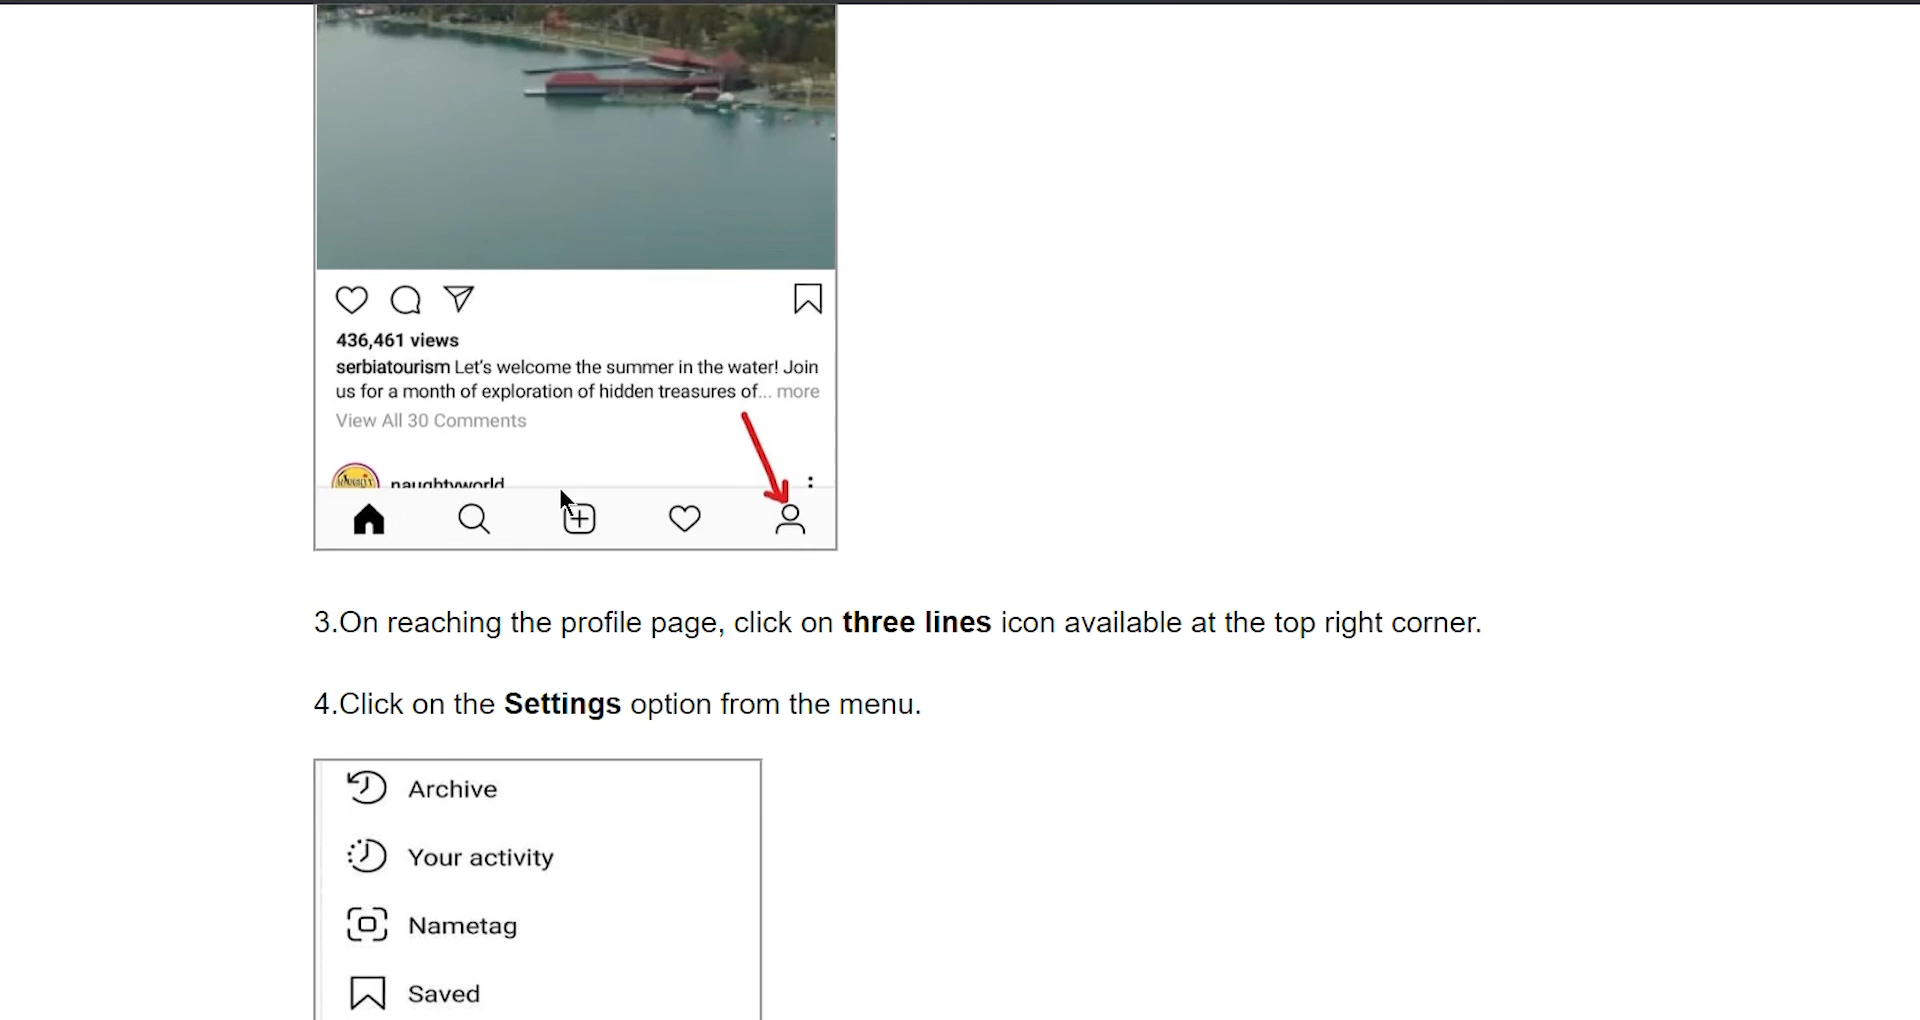 436,461 views
serbiatourism Let's welcome the summer in the water! Join
us for a month of exploration of hidden treasures of... more
View All 30 Comments
naughtyworld
3.On reaching the profile page, click on three lines icon available at the top right corner.
4.Click on the Settings option from the menu.
Archive
Your activity
Nametag
Saved